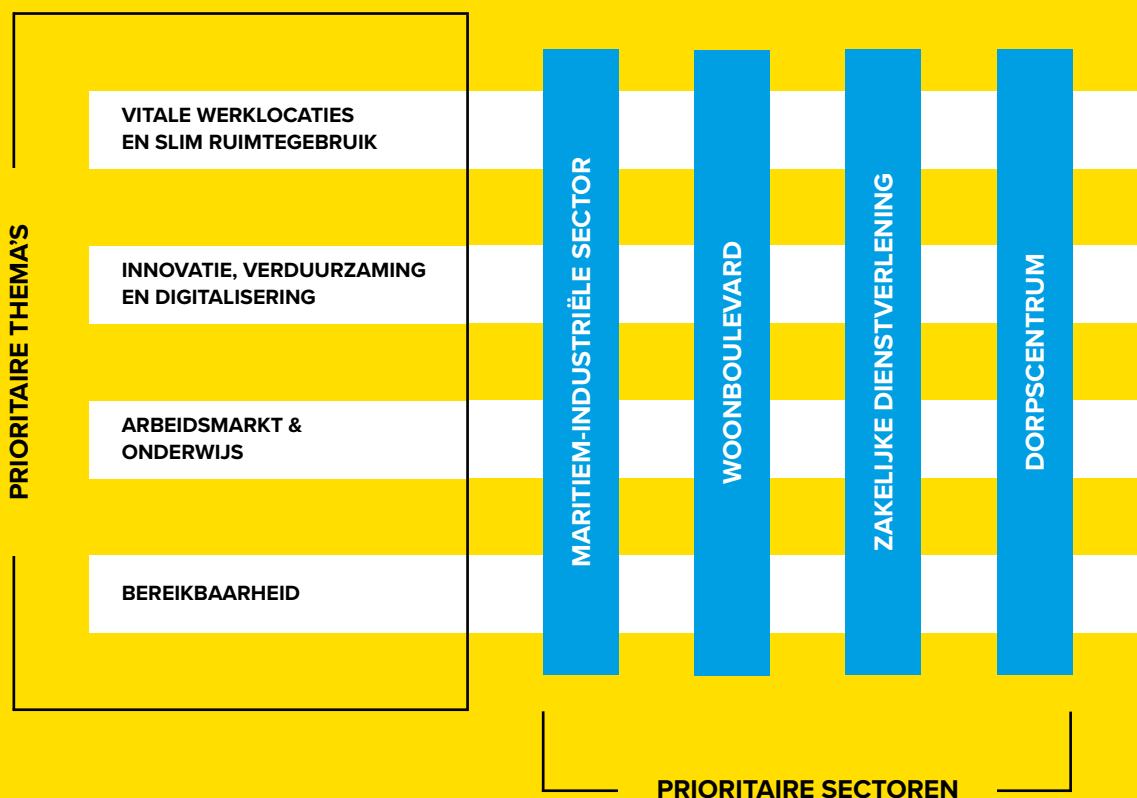 PRIORITAIRE THEMA'S
VITALE WERKLOCATIES
EN SLIM RUIMTEGEBRUIK
INNOVATIE, VERDUURZAMING
EN DIGITALISERING
ARBEIDSMARKT &
ONDERWIJS
BEREIKBAARHEID
MARITIEM-INDUSTRIËLE SECTOR
WOONBOULEVARD
ZAKELIJKE DIENSTVERLENING
DORPSCENTRUM
PRIORITAIRE SECTOREN